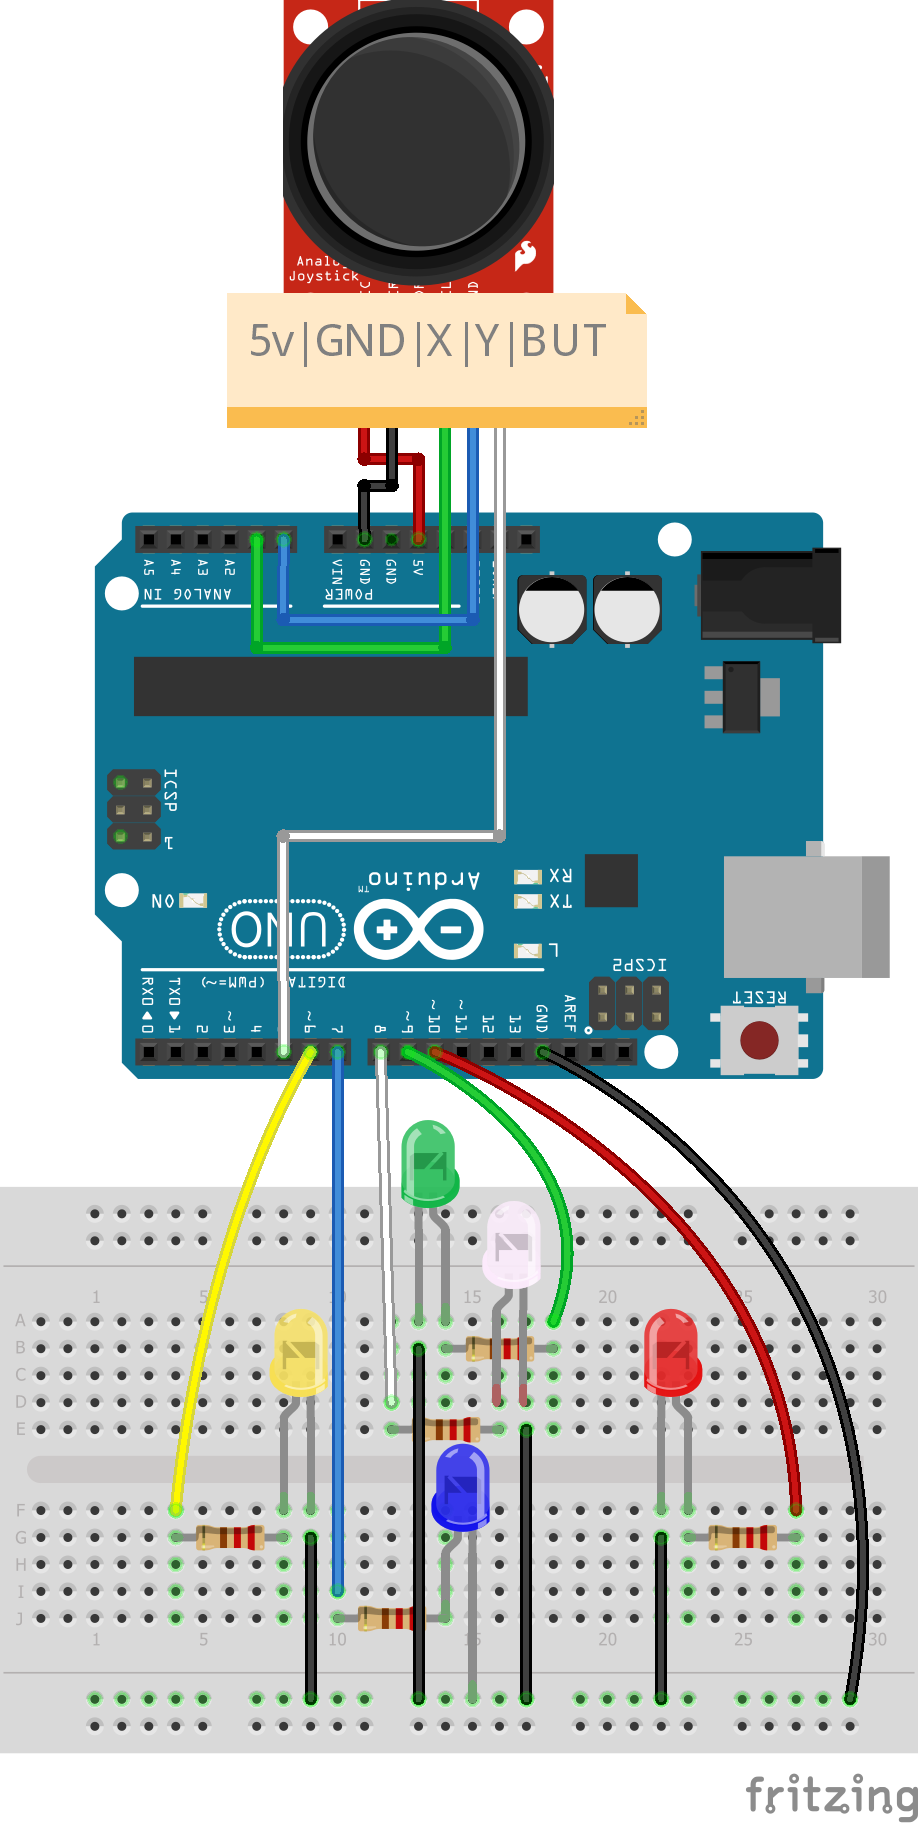 Analog
Joystick
5v|GND|X|Y|BUT
A5
A4
A3
A2
VIN
GND
GND
5V
ANALOG IN
POWER
ICSP
1
Arduino
™
RX
TX
ON
UNO
L
ICSP2
DIGITAL (PWM=~)
RX0◀0
TX0▶1
2
~3
4
~6
7
8
~9
~10
~11
12
13
GND
AREF
RESET
1 5 10 15 20 25 30
A
B
C
D
E
F
G
H
I
J
1 5 10 15 20 25 30
fritzing